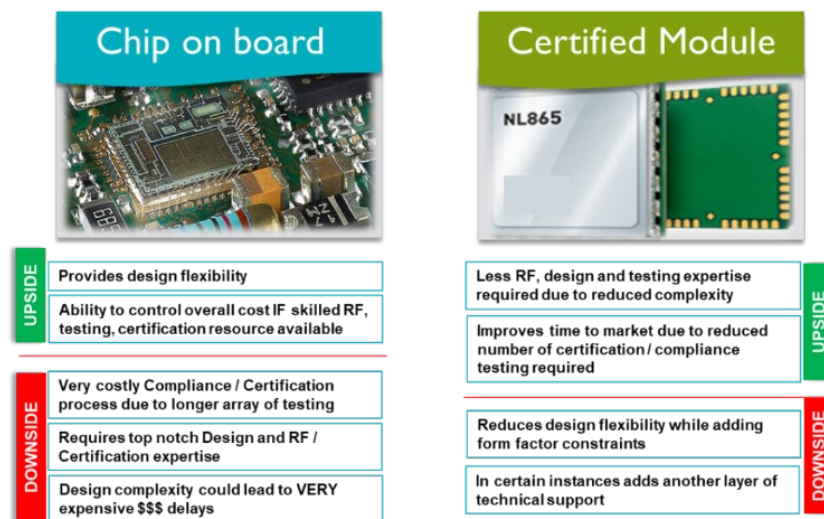 Chip on board
685
UPSIDE
Provides design flexibility
Ability to control overall cost IF skilled RF,
testing, certification resource available
DOWNSIDE
Very costly Compliance / Certification
process due to longer array of testing
Requires top notch Design and RF /
Certification expertise
Design complexity could lead to VERY
expensive $$$ delays
Certified Module
NL865
UPSIDE
Less RF, design and testing expertise
required due to reduced complexity
Improves time to market due to reduced
number of certification / compliance
testing required
DOWNSIDE
Reduces design flexibility while adding
form factor constraints
In certain instances adds another layer of
technical support